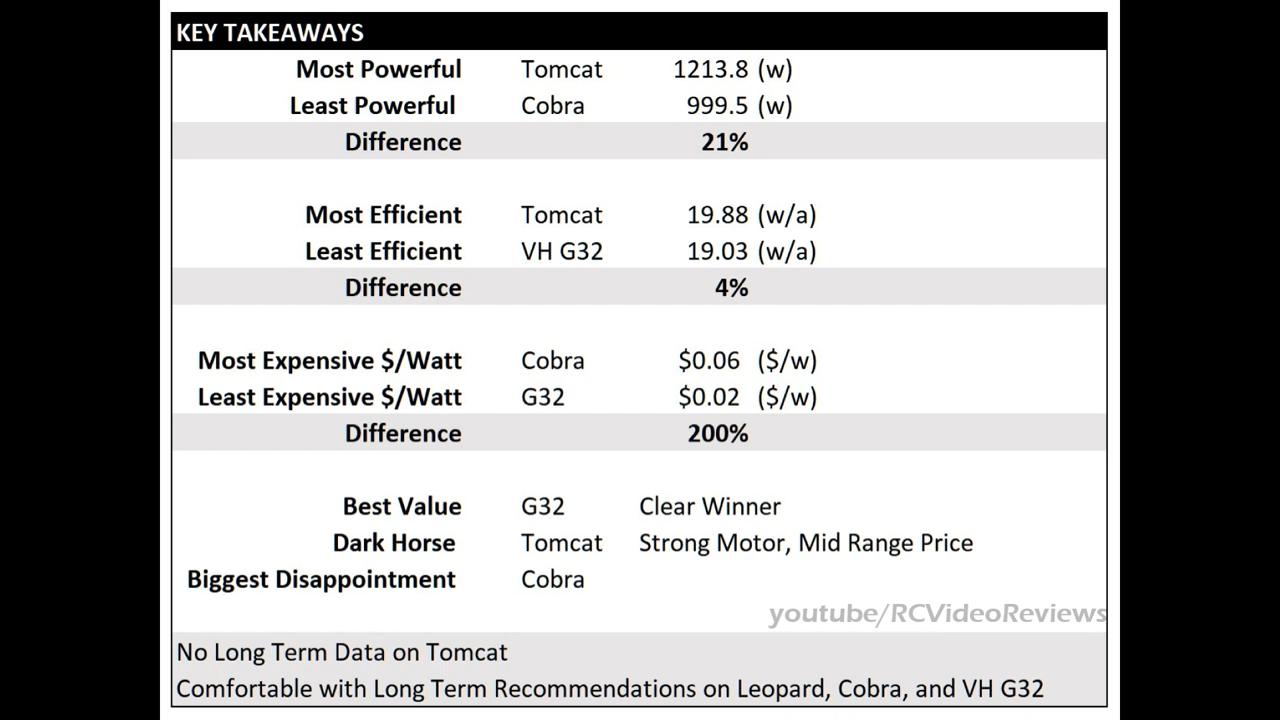 KEY TAKEAWAYS
Most Powerful Tomcat 1213.8 (w)
Least Powerful Cobra 999.5 (w)
Difference 21%
Most Efficient Tomcat 19.88 (w/a)
Least Efficient VH G32 19.03 (w/a)
Difference 4%
Most Expensive $/Watt Cobra $0.06 ($/w)
Least Expensive $/Watt G32 $0.02 ($/w)
Difference 200%
Best Value G32 Clear Winner
Dark Horse Tomcat Strong Motor, Mid Range Price
Biggest Disappointment Cobra
youtube/RCVideoReviews
No Long Term Data on Tomcat
Comfortable with Long Term Recommendations on Leopard, Cobra, and VH G32